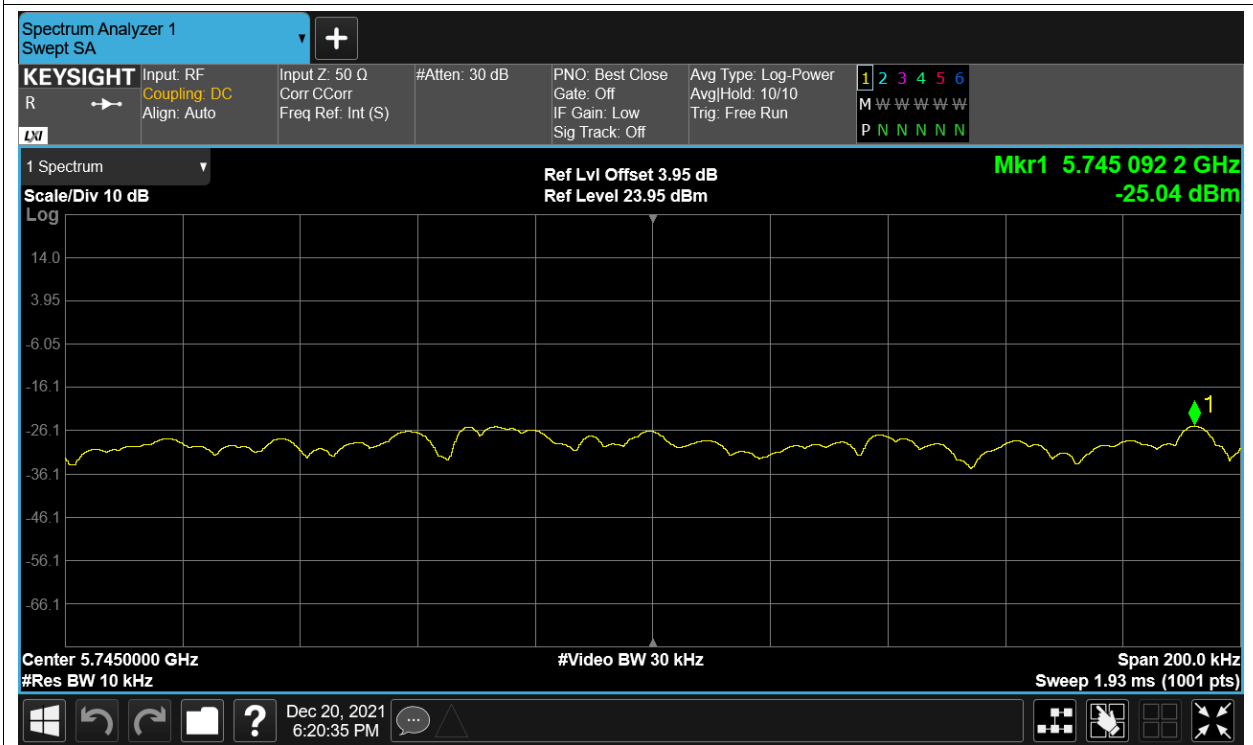 Spectrum Analyzer 1
Swept SA
+
KEYSIGHT
R
LXI
Input: RF
Coupling: DC
Align: Auto
Input Z: 50 Ω
Corr CCorr
Freq Ref: Int (S)
#Atten: 30 dB
PNO: Best Close
Gate: Off
IF Gain: Low
Sig Track: Off
Avg Type: Log-Power
Avg|Hold: 10/10
Trig: Free Run
1 2 3 4 5 6
M W W W W W
P N N N N N
1 Spectrum
Scale/Div 10 dB
Ref Lvl Offset 3.95 dB
Ref Level 23.95 dBm
Mkr1 5.745 092 2 GHz
-25.04 dBm
Log
14.0
3.95
-6.05
-16.1
-26.1
-36.1
-46.1
-56.1
-66.1
1
Center 5.7450000 GHz
#Res BW 10 kHz
#Video BW 30 kHz
Span 200.0 kHz
Sweep 1.93 ms (1001 pts)
?
Dec 20, 2021
6:20:35 PM